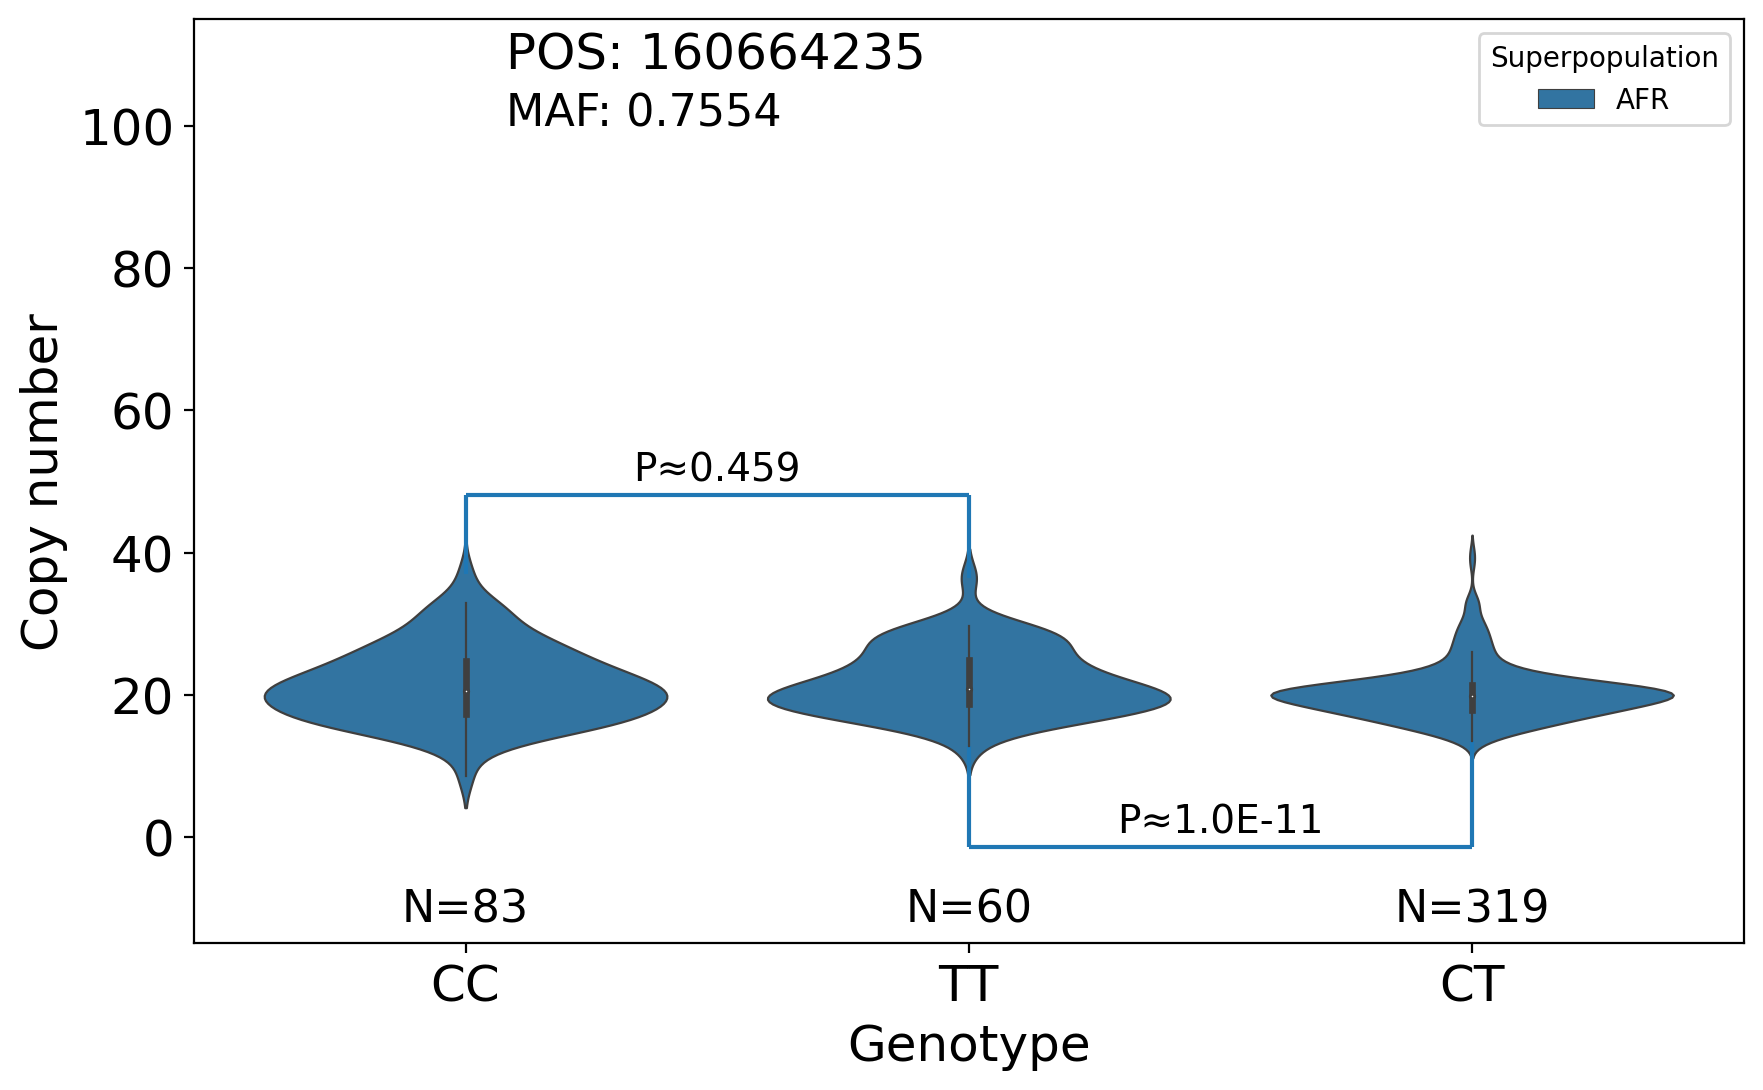 POS: 160664235
MAF: 0.7554
Superpopulation
AFR
Copy number
100
80
60
40
20
0
P≈0.459
P≈1.0E-11
N=83
N=60
N=319
CC
TT
CT
Genotype